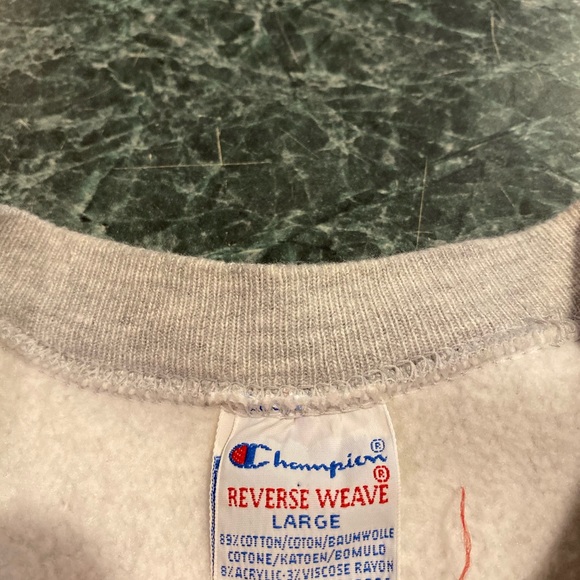 Champion®
REVERSE WEAVE®
LARGE
89% COTTON/COTON/BAUMWOLLE
COTONE/KATOEN/BOMULD
8% ACRYLIC-3% VISCOSE RAYON